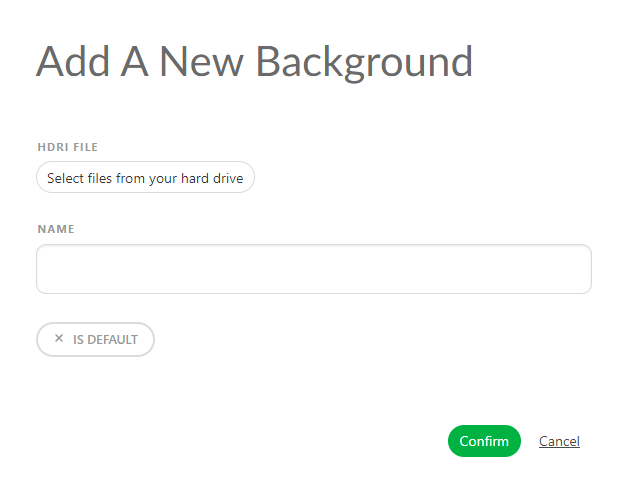 Add A New Background
HDRI FILE
Select files from your hard drive
NAME
× IS DEFAULT
Confirm Cancel